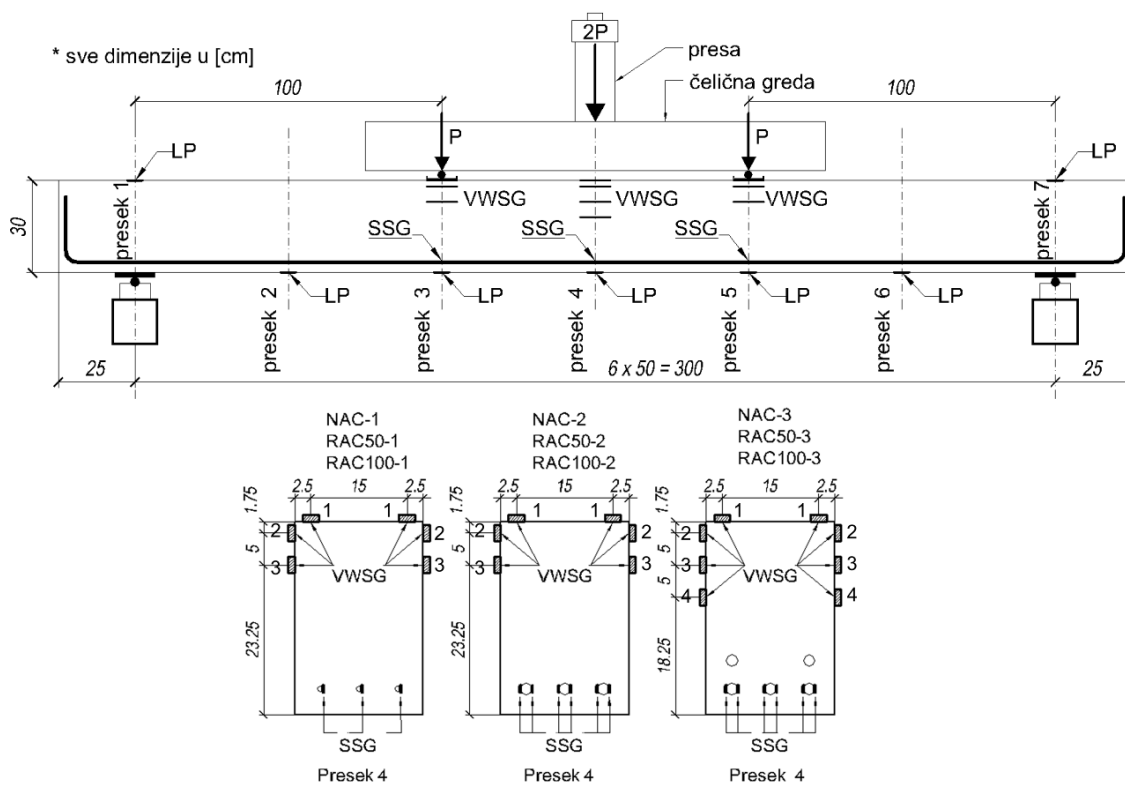 2P
* sve dimenzije u [cm]
presa
čelična greda
100
100
P
P
LP
LP
VWSG
VWSG
VWSG
presek 1
presek 7
30
SSG
SSG
SSG
LP
LP
LP
LP
LP
presek 2
presek 3
presek 4
presek 5
presek 6
25
6 x 50 = 300
25
NAC-1
RAC50-1
RAC100-1
NAC-2
RAC50-2
RAC100-2
NAC-3
RAC50-3
RAC100-3
2.5 15 2.5
2.5 15 2.5
2.5 15 2.5
1.75
1.75
1.75
1 1
1 1
1 1
2 2
2 2
2 2
5
5
5
3 VWSG 3
3 VWSG 3
3 VWSG 3
5
4 4
23.25
23.25
18.25
SSG
SSG
SSG
Presek 4
Presek 4
Presek 4